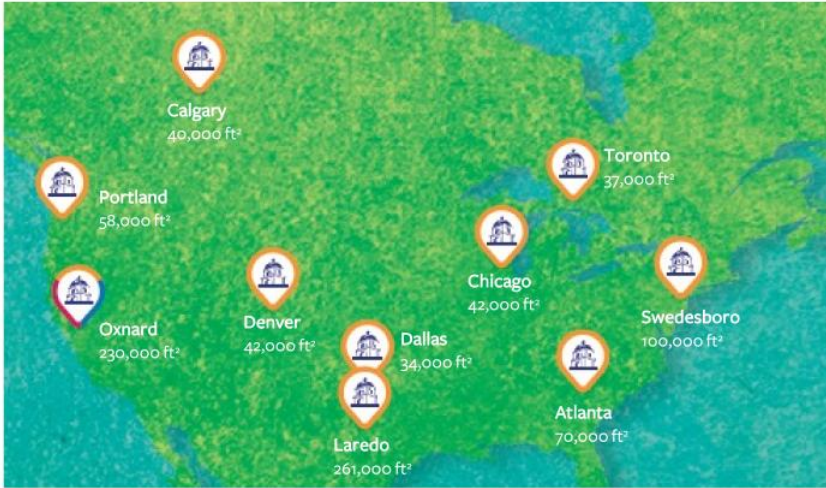 Calgary
40,000 ft²
Toronto
37,000 ft²
Portland
58,000 ft²
Chicago
42,000 ft²
Swedesboro
100,000 ft²
Oxnard
230,000 ft²
Denver
42,000 ft²
Dallas
34,000 ft²
Atlanta
70,000 ft²
Laredo
261,000 ft²